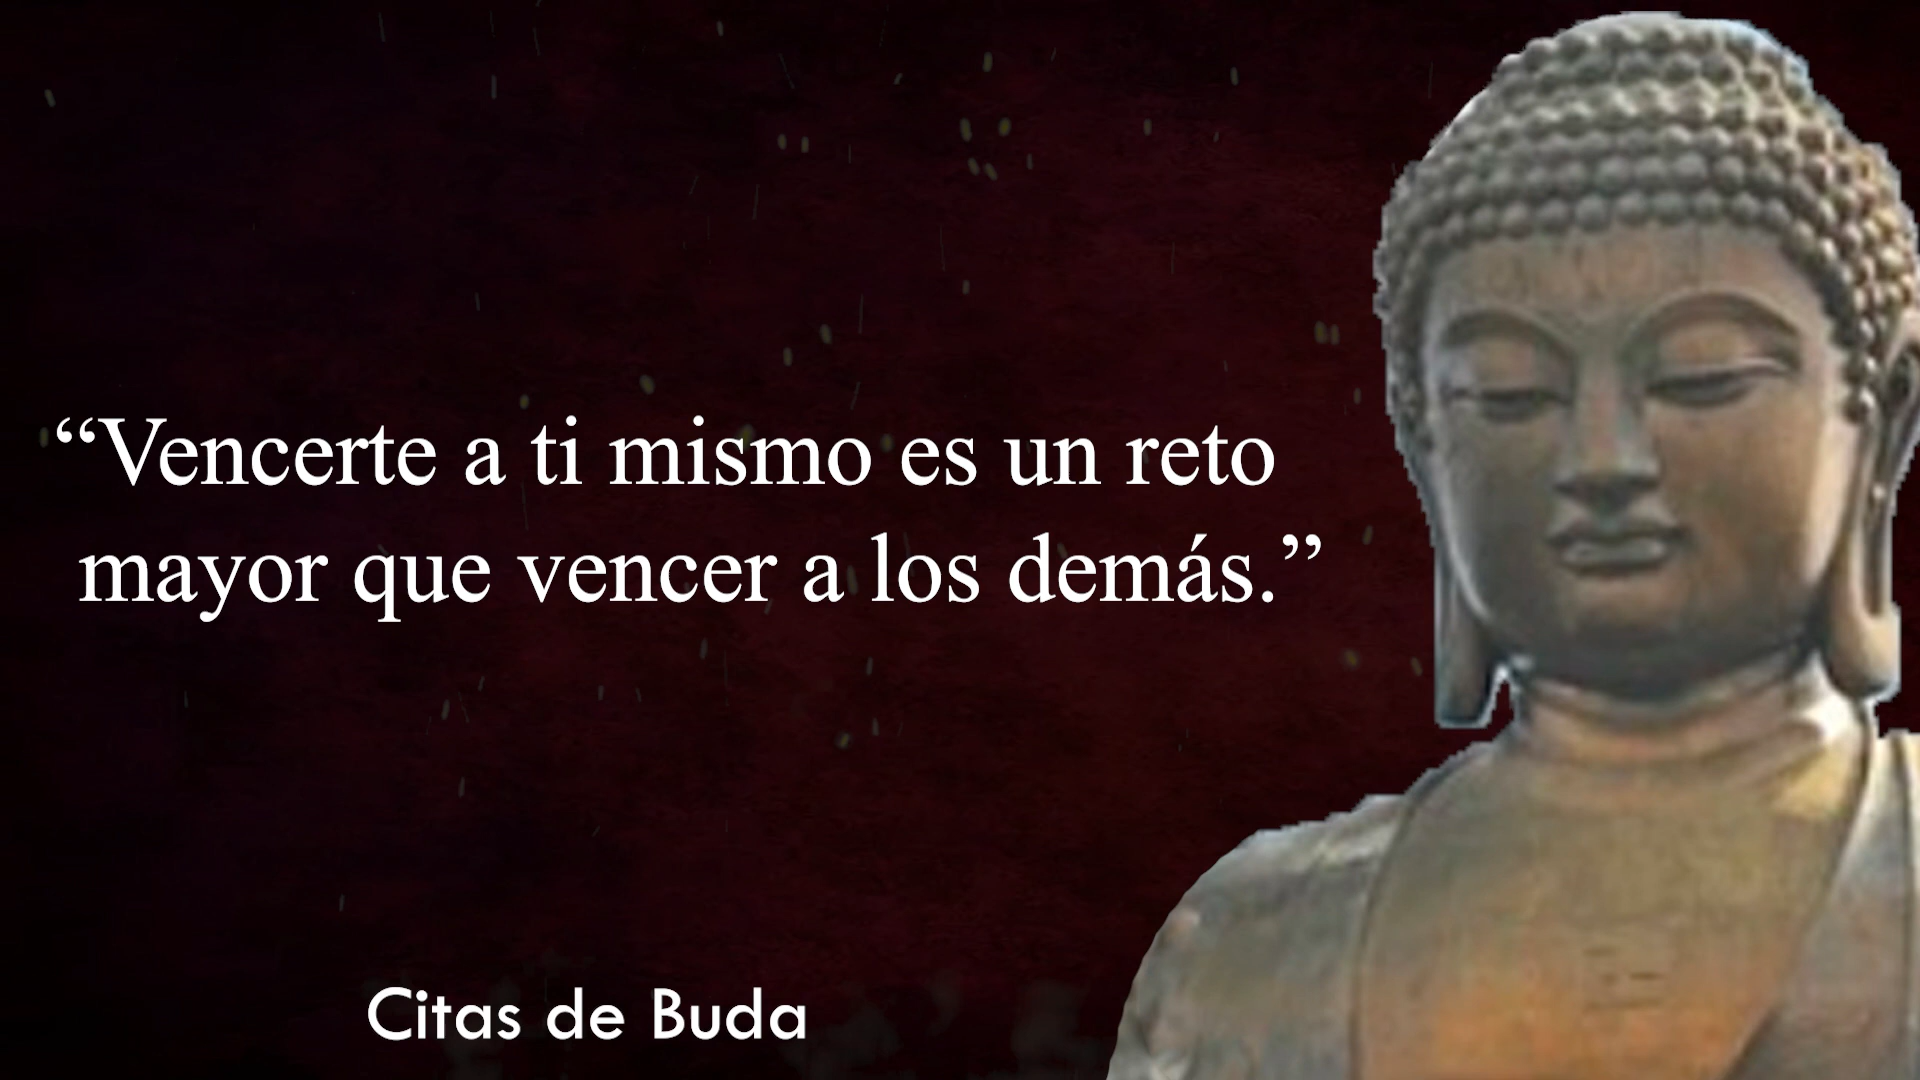 “Vencerte a ti mismo es un reto
mayor que vencer a los demás.”
Citas de Buda